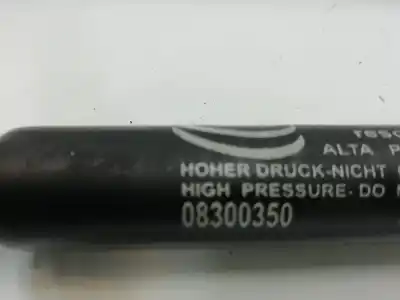 ALTA
HOHER DRUCK-NICHT
HIGH PRESSURE-DO
08300350